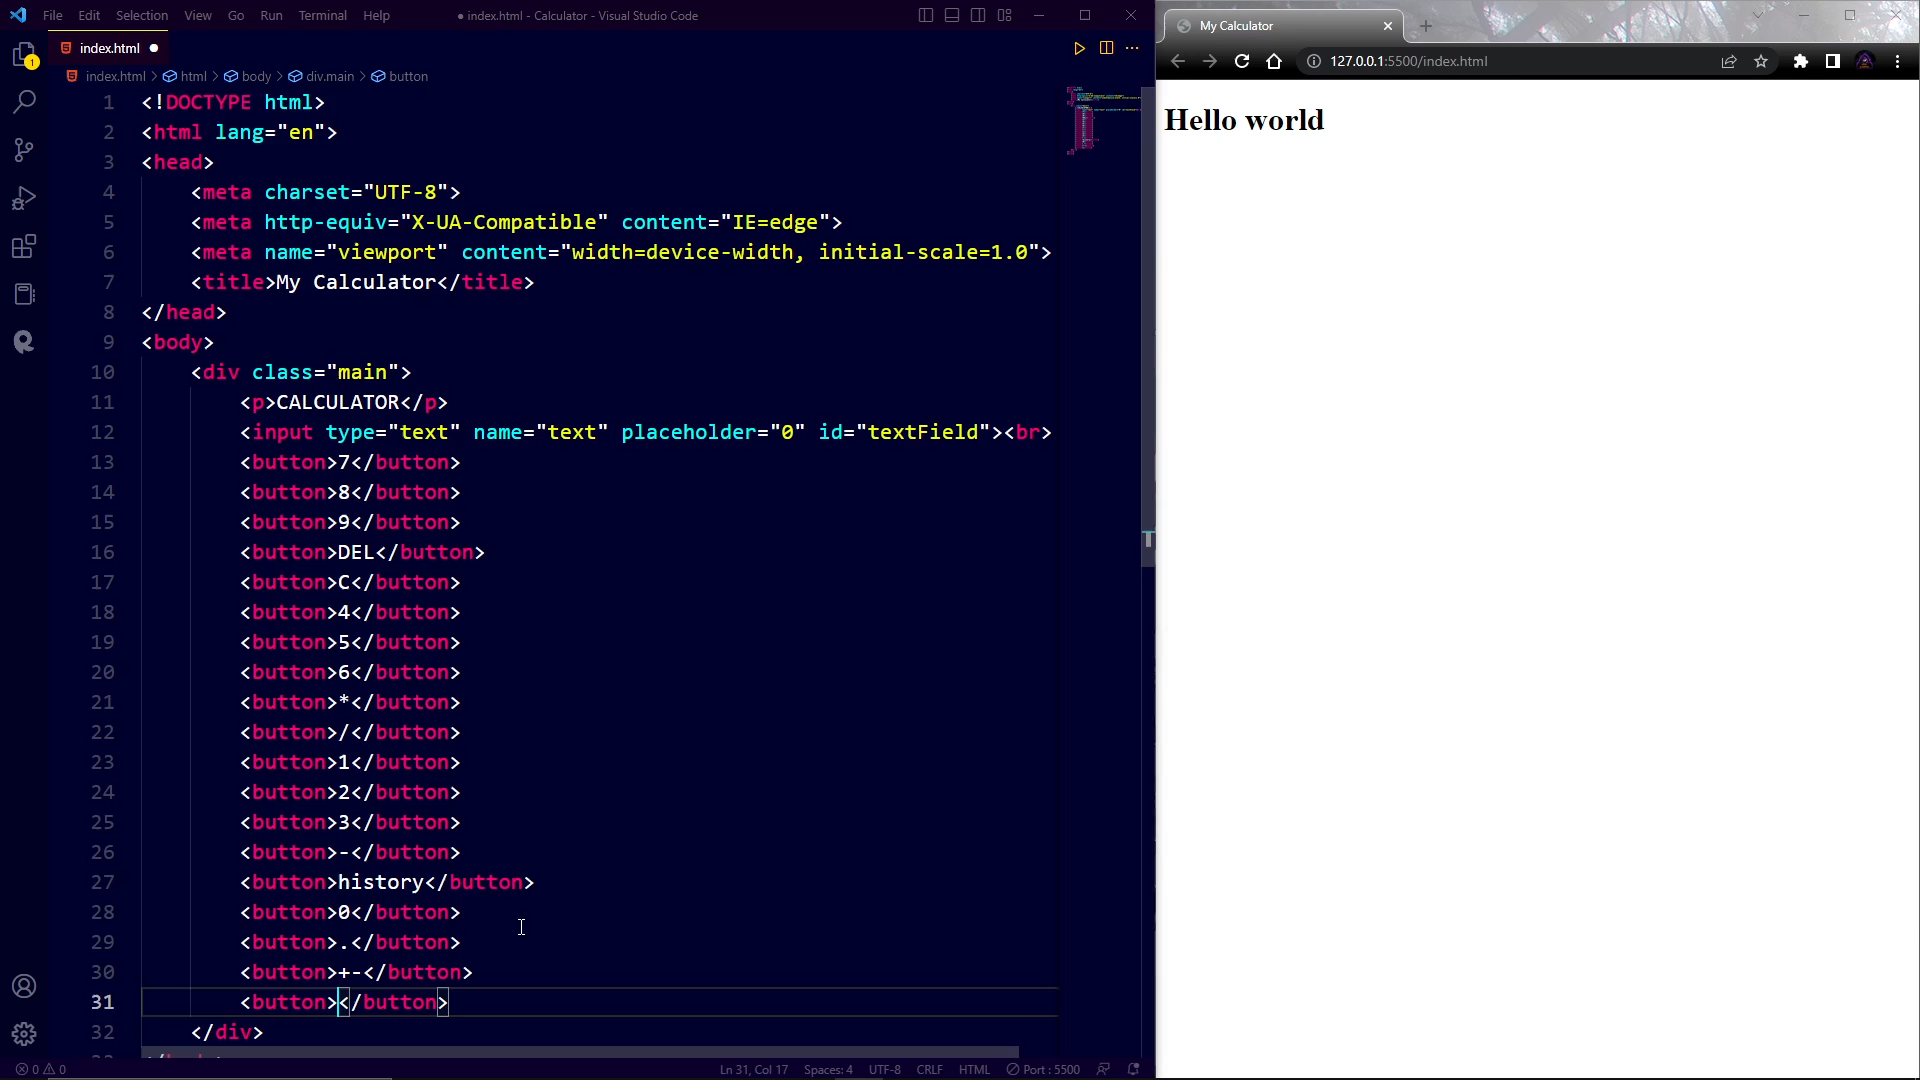 File Edit Selection View Go Run Terminal Help
● index.html - Calculator - Visual Studio Code
index.html ●
index.html > html > body > div.main > button
1 <!DOCTYPE html>
2 <html lang="en">
3 <head>
4 <meta charset="UTF-8">
5 <meta http-equiv="X-UA-Compatible" content="IE=edge">
6 <meta name="viewport" content="width=device-width, initial-scale=1.0">
7 <title>My Calculator</title>
8 </head>
9 <body>
10 <div class="main">
11 <p>CALCULATOR</p>
12 <input type="text" name="text" placeholder="0" id="textField"><br>
13 <button>7</button>
14 <button>8</button>
15 <button>9</button>
16 <button>DEL</button>
17 <button>C</button>
18 <button>4</button>
19 <button>5</button>
20 <button>6</button>
21 <button>*</button>
22 <button>/</button>
23 <button>1</button>
24 <button>2</button>
25 <button>3</button>
26 <button>-</button>
27 <button>history</button>
28 <button>0</button>
29 <button>.</button>
30 <button>+-</button>
31 <button></button>
32 </div>
1
0 0
Ln 31, Col 17 Spaces: 4 UTF-8 CRLF HTML Port : 5500
My Calculator
127.0.0.1:5500/index.html
Hello world